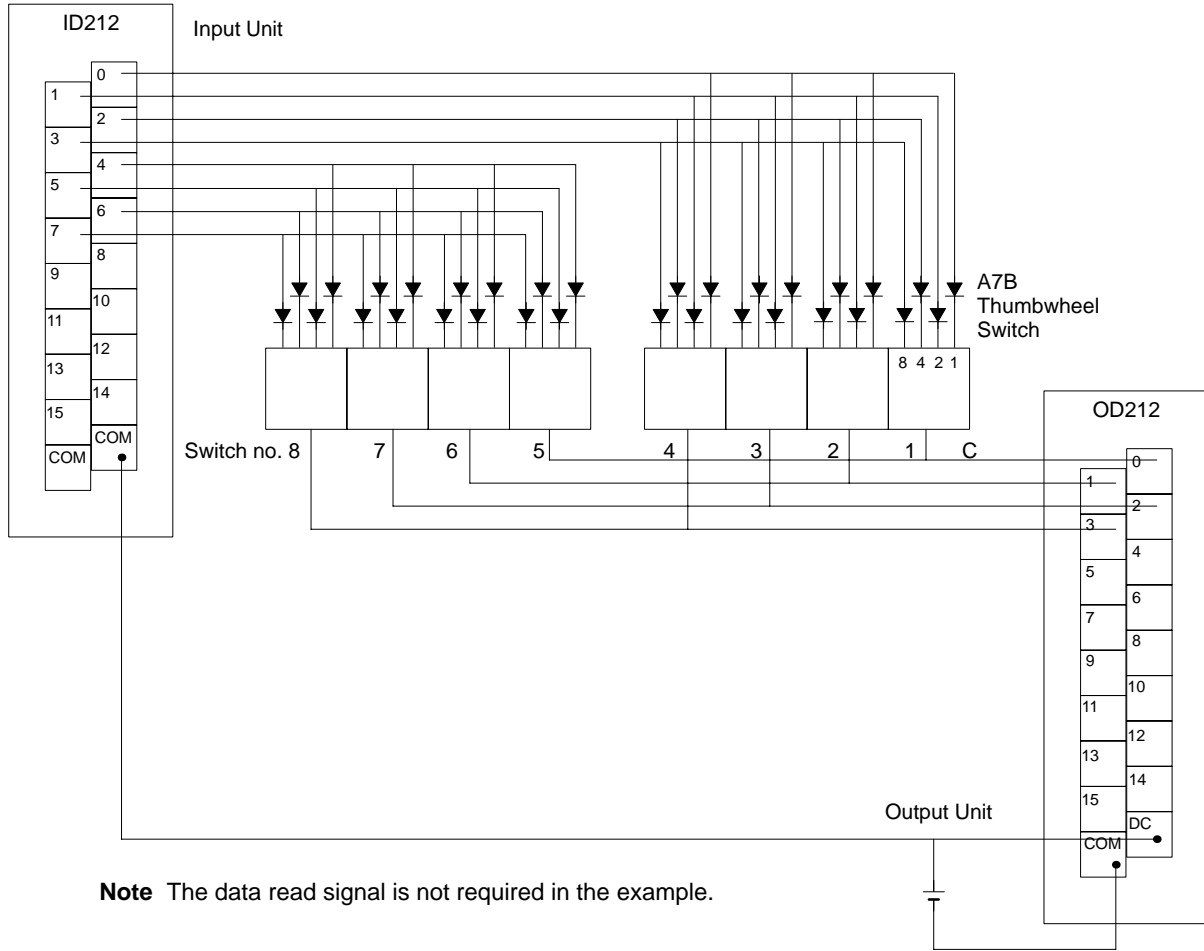 ID212
Input Unit
0
1
2
3
4
5
6
7
8
9
10
11
12
13
14
15
COM
COM
A7B
Thumbwheel
Switch
8 4 2 1
Switch no. 8 7 6 5 4 3 2 1 C
OD212
0
1
2
3
4
5
6
7
8
9
10
11
12
13
14
15
DC
COM
Output Unit
Note The data read signal is not required in the example.